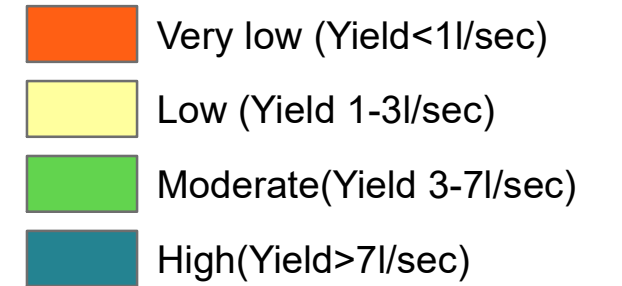 Very low (Yield<1l/sec)
Low (Yield 1-3l/sec)
Moderate(Yield 3-7l/sec)
High(Yield>7l/sec)